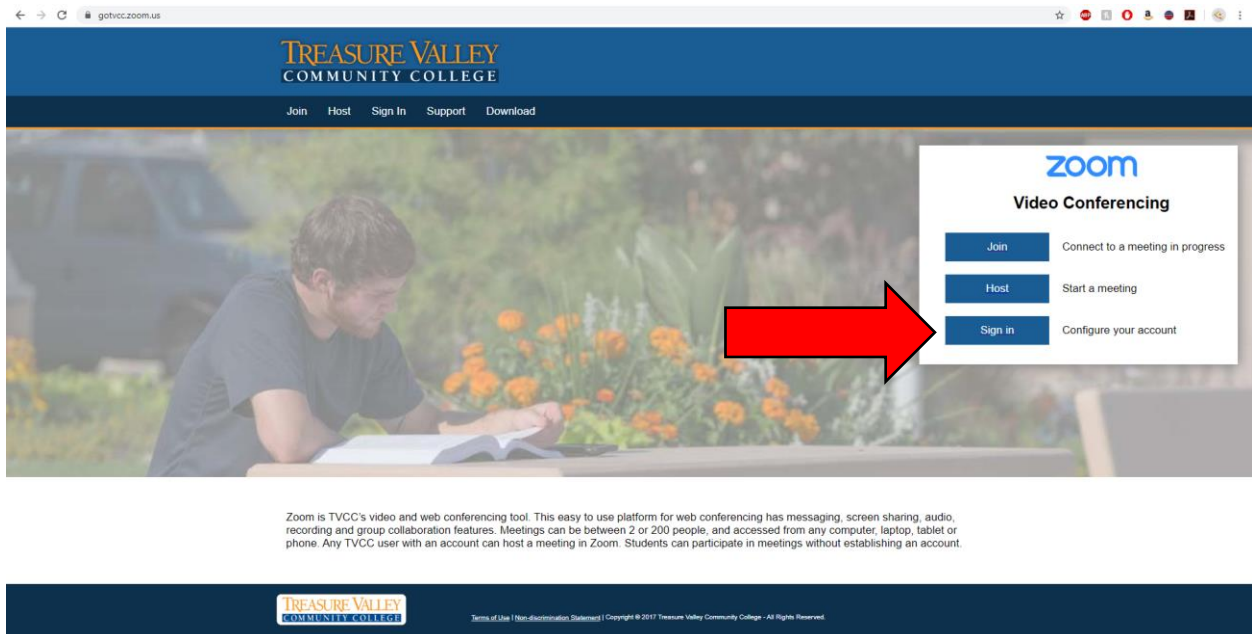 gotvcc.zoom.us
TREASURE VALLEY
COMMUNITY COLLEGE
Join Host Sign In Support Download
zoom
Video Conferencing
Join Connect to a meeting in progress
Host Start a meeting
Sign in Configure your account
Zoom is TVCC's video and web conferencing tool. This easy to use platform for web conferencing has messaging, screen sharing, audio,
recording and group collaboration features. Meetings can be between 2 or 200 people, and accessed from any computer, laptop, tablet or
phone. Any TVCC user with an account can host a meeting in Zoom. Students can participate in meetings without establishing an account.
TREASURE VALLEY
COMMUNITY COLLEGE
Terms of Use | Non-discrimination Statement | Copyright © 2017 Treasure Valley Community College - All Rights Reserved.